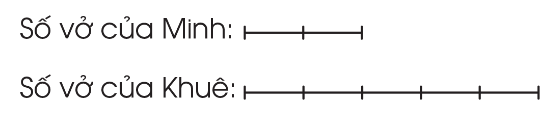 Số vở của Minh:
Số vở của Khuê: